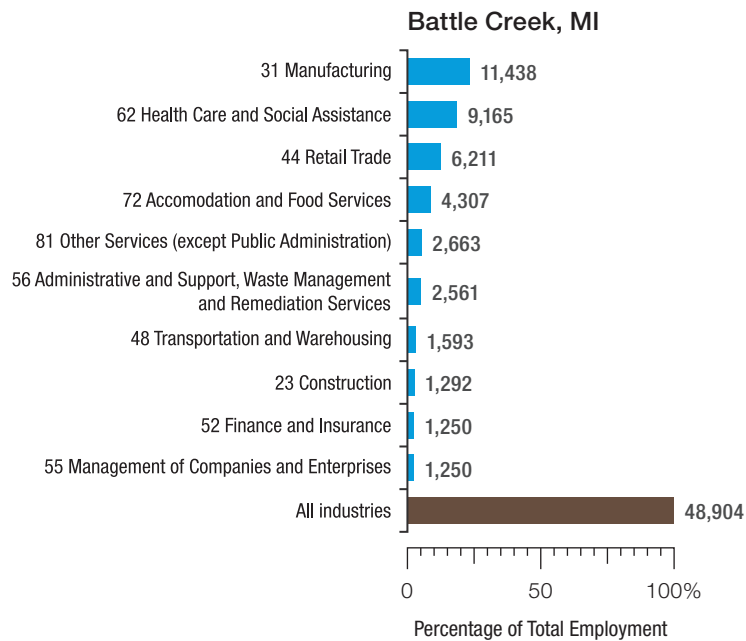 Battle Creek, MI
31 Manufacturing 11,438
62 Health Care and Social Assistance 9,165
44 Retail Trade 6,211
72 Accomodation and Food Services 4,307
81 Other Services (except Public Administration) 2,663
56 Administrative and Support, Waste Management
and Remediation Services 2,561
48 Transportation and Warehousing 1,593
23 Construction 1,292
52 Finance and Insurance 1,250
55 Management of Companies and Enterprises 1,250
All industries 48,904
0 50 100%
Percentage of Total Employment